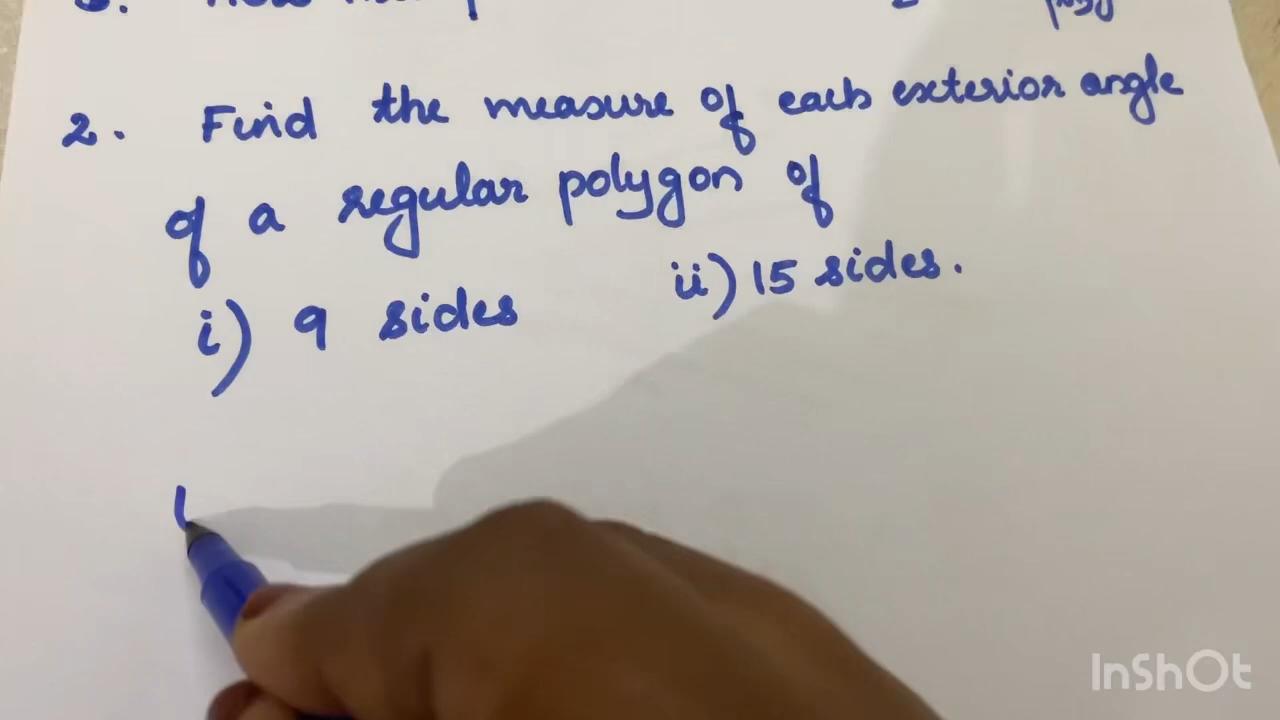 2. Find the measure of each exterior angle
of a regular polygon of
i) 9 sides ii) 15 sides.
InShOt